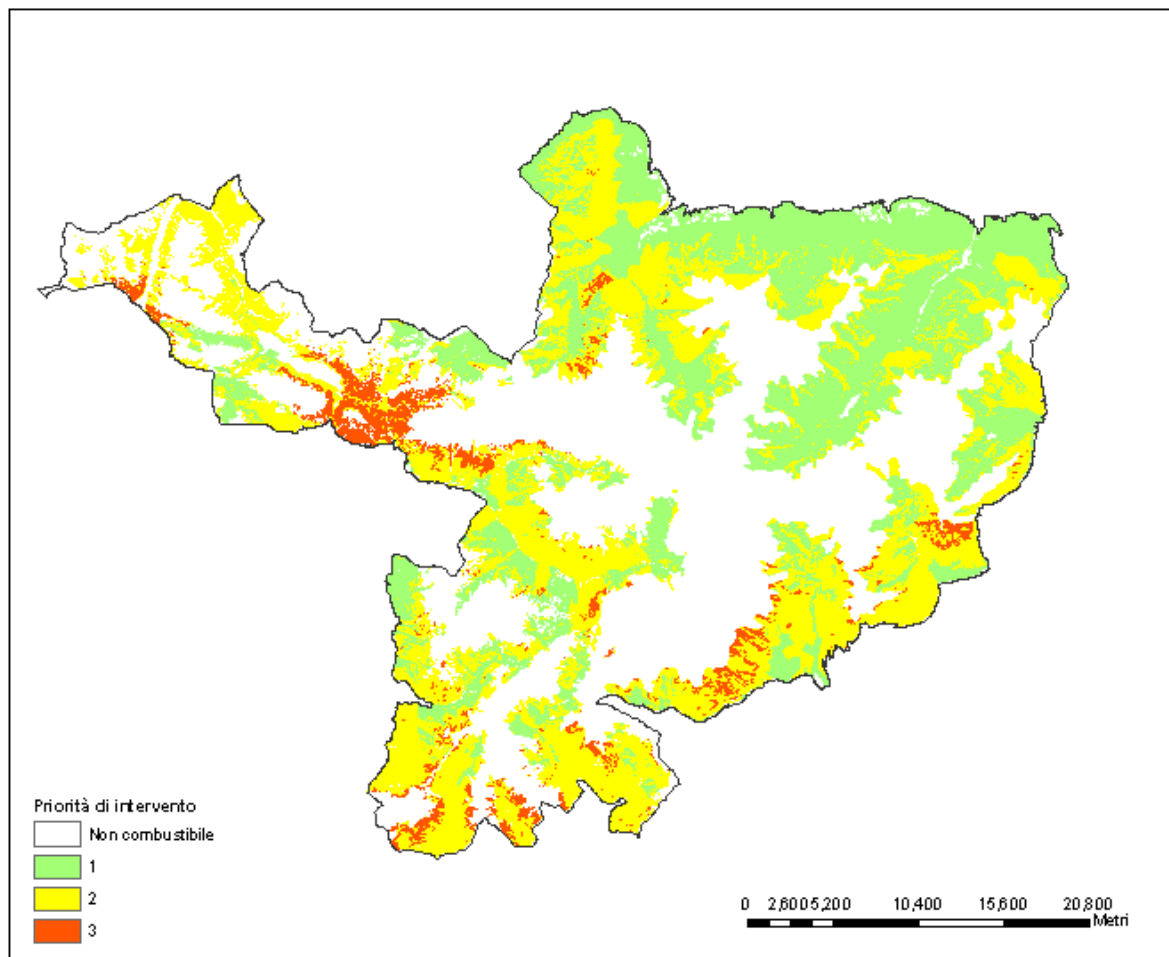 Priorità di intervento
Non combustibile
1
2
3
0 2,600 5,200 10,400 15,600 20,800
Metri